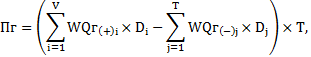 Пг = (∑_{i=1}^{V} WQг_{(+)i} × D_i − ∑_{j=1}^{T} WQг_{(−)j} × D_j) × T,